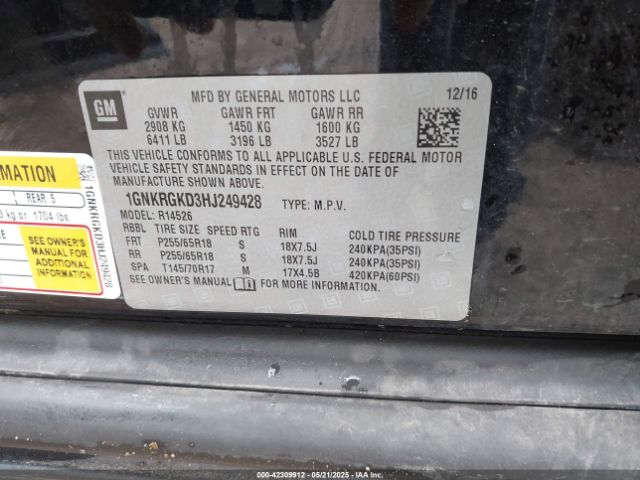 GM
MFD BY GENERAL MOTORS LLC 12/16
GVWR GAWR FRT GAWR RR
2908 KG 1450 KG 1600 KG
6411 LB 3196 LB 3527 LB
THIS VEHICLE CONFORMS TO ALL APPLICABLE U.S. FEDERAL MOTOR
VEHICLE SAFETY STANDARDS IN EFFECT ON THE DATE OF
MANUFACTURE SHOWN ABOVE.
1GNKRGKD3HJ249428 TYPE: M.P.V.
MODEL: R14526
RBBL TIRE SIZE SPEED RTG RIM COLD TIRE PRESSURE
FRT P255/65R18 S 18X7.5J 240KPA(35PSI)
RR P255/65R18 S 18X7.5J 240KPA(35PSI)
SPA T145/70R17 M 17X4.5B 420KPA(60PSI)
SEE OWNER'S MANUAL FOR MORE INFORMATION.
RMATION
REAR 5
kg or 1704 lbs.
SEE OWNER'S
MANUAL FOR
ADDITIONAL
INFORMATION
1GNKRGKD3HJ249428
000-42309912 - 05/21/2025 - © Copyright IAA, LLC